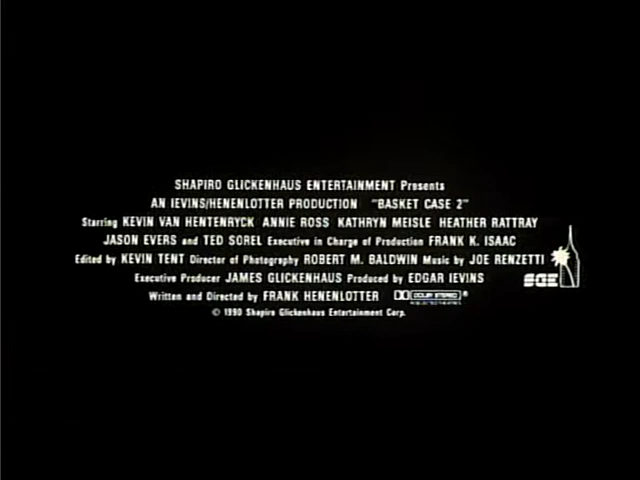 SHAPIRO GLICKENHAUS ENTERTAINMENT Presents
AN IEVINS/HENENLOTTER PRODUCTION "BASKET CASE 2"
Starring KEVIN VAN HENTENRYCK ANNIE ROSS KATHRYN MEISLE HEATHER RATTRAY
JASON EVERS and TED SOREL Executive in Charge of Production FRANK K. ISAAC
Edited by KEVIN TENT Director of Photography ROBERT M. BALDWIN Music by JOE RENZETTI
Executive Producer JAMES GLICKENHAUS Produced by EDGAR IEVINS
SGE
Written and Directed by FRANK HENENLOTTER DOLBY STEREO ®
© 1990 Shapiro Glickenhaus Entertainment Corp.